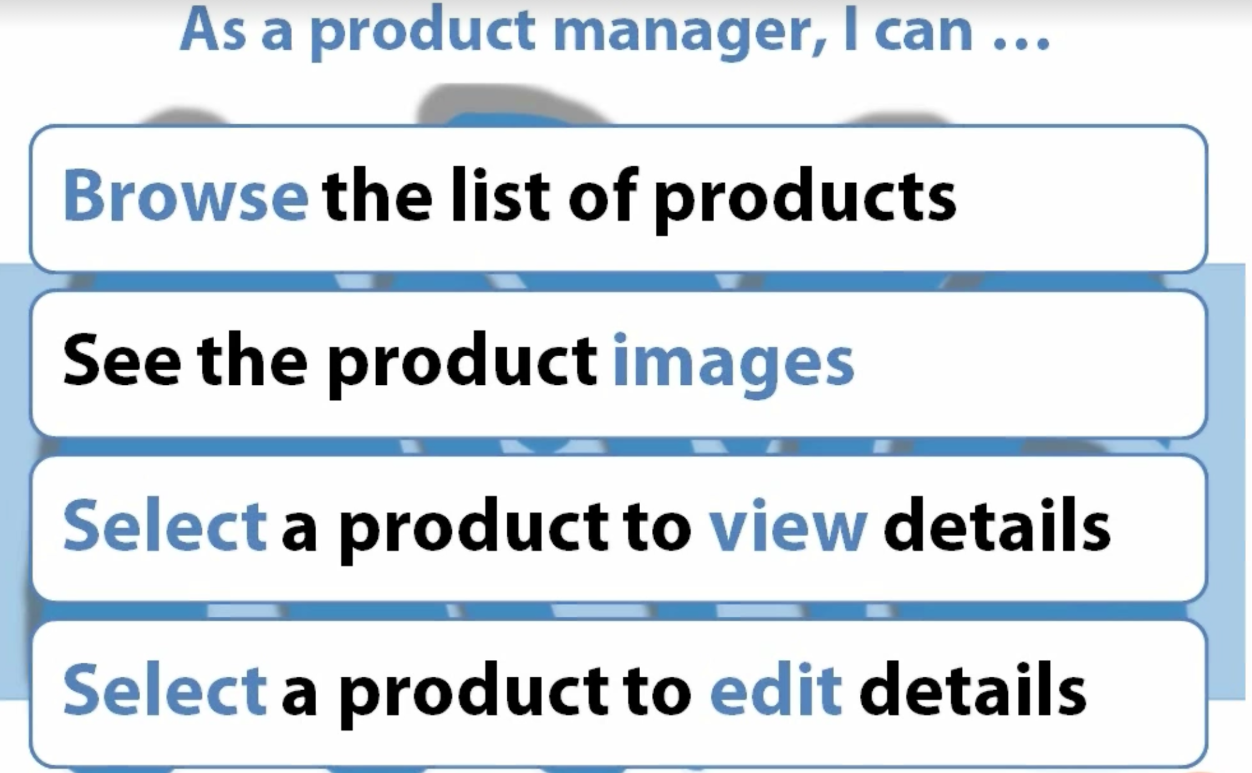 As a product manager, I can ...
Browse the list of products
See the product images
Select a product to view details
Select a product to edit details